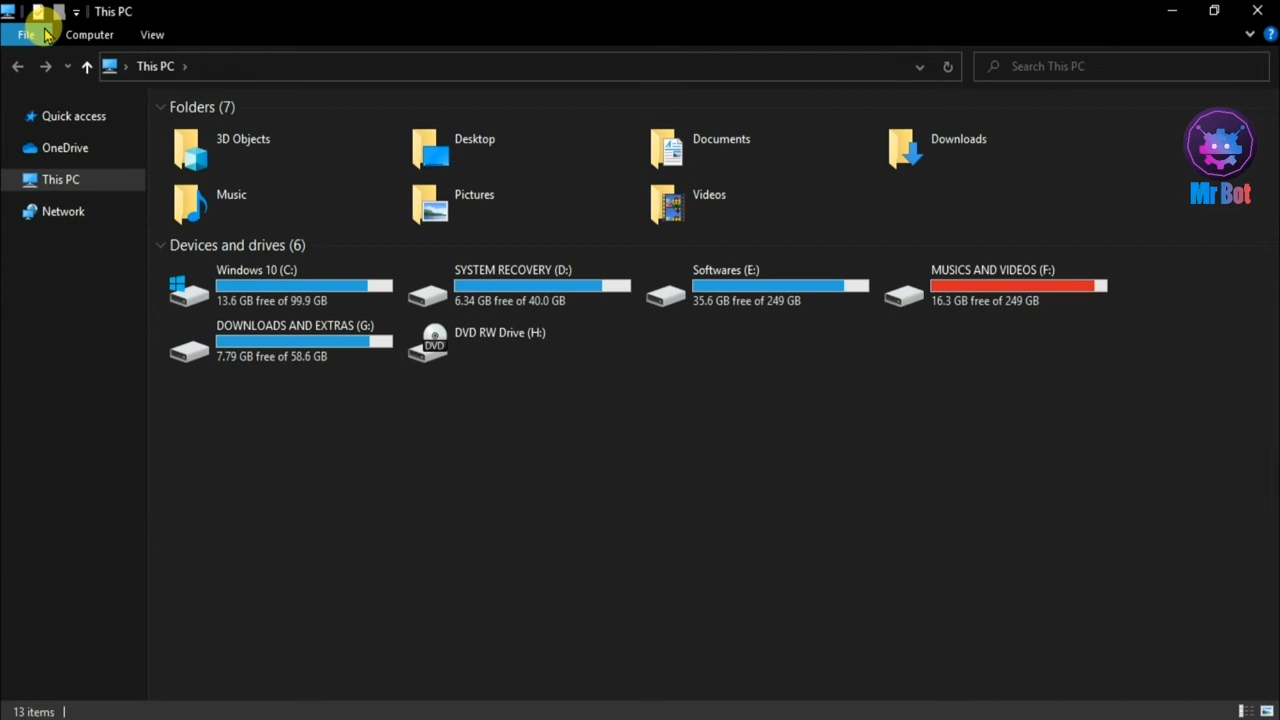 This PC
File
Computer
View
This PC
Search This PC
Quick access
OneDrive
This PC
Network
Folders (7)
3D Objects
Desktop
Documents
Downloads
Music
Pictures
Videos
Devices and drives (6)
Windows 10 (C:)
13.6 GB free of 99.9 GB
SYSTEM RECOVERY (D:)
6.34 GB free of 40.0 GB
Softwares (E:)
35.6 GB free of 249 GB
MUSICS AND VIDEOS (F:)
16.3 GB free of 249 GB
DOWNLOADS AND EXTRAS (G:)
7.79 GB free of 58.6 GB
DVD
DVD RW Drive (H:)
Mr Bot
13 items